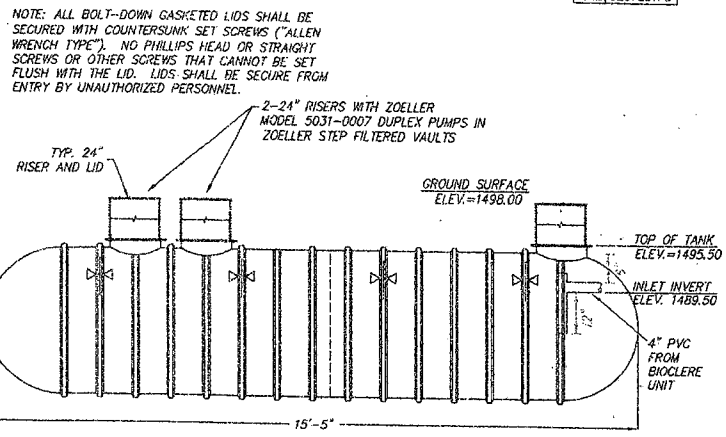 NOTE: ALL BOLT-DOWN GASKETED LIDS SHALL BE
SECURED WITH COUNTERSUNK SET SCREWS ("ALLEN
WRENCH TYPE"). NO PHILLIPS HEAD OR STRAIGHT
SCREWS OR OTHER SCREWS THAT CANNOT BE SET
FLUSH WITH THE LID. LIDS SHALL BE SECURE FROM
ENTRY BY UNAUTHORIZED PERSONNEL.
2-24" RISERS WITH ZOELLER
MODEL 5031-0007 DUPLEX PUMPS IN
ZOELLER STEP FILTERED VAULTS
TYP. 24"
RISER AND LID
GROUND SURFACE
ELEV.=1498.00
TOP OF TANK
ELEV.=1495.50
INLET INVERT
ELEV. 1489.50
12"
4" PVC
FROM
BIOCLERE
UNIT
15'-5"